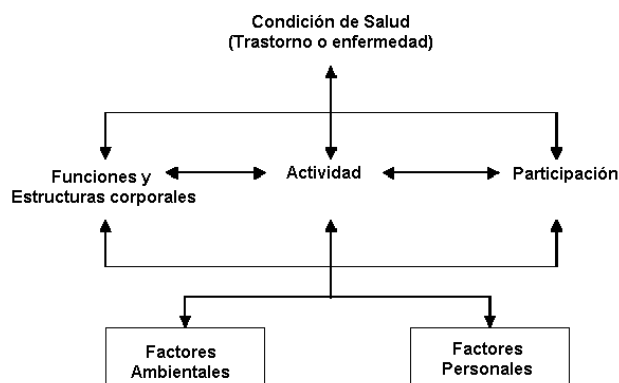 Condición de Salud
(Trastorno o enfermedad)
Funciones y
Estructuras corporales
Actividad
Participación
Factores
Ambientales
Factores
Personales